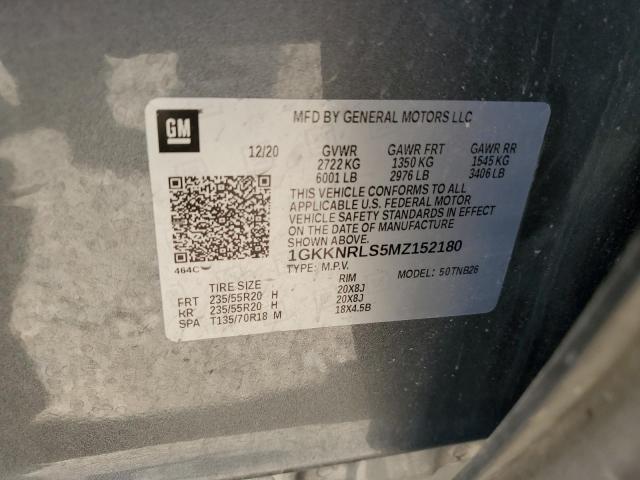 GM
MFD BY GENERAL MOTORS LLC
12/20 GVWR GAWR FRT GAWR RR
2722 KG 1350 KG 1545 KG
6001 LB 2976 LB 3406 LB
THIS VEHICLE CONFORMS TO ALL
APPLICABLE U.S. FEDERAL MOTOR
VEHICLE SAFETY STANDARDS IN EFFECT
ON THE DATE OF MANUFACTURE
SHOWN ABOVE.
1GKKNRLS5MZ152180
464C
TYPE: M.P.V. MODEL: 50TNB26
TIRE SIZE RIM
FRT 235/55R20 H 20X8J
RR 235/55R20 H 20X8J
SPA T135/70R18 M 18X4.5B